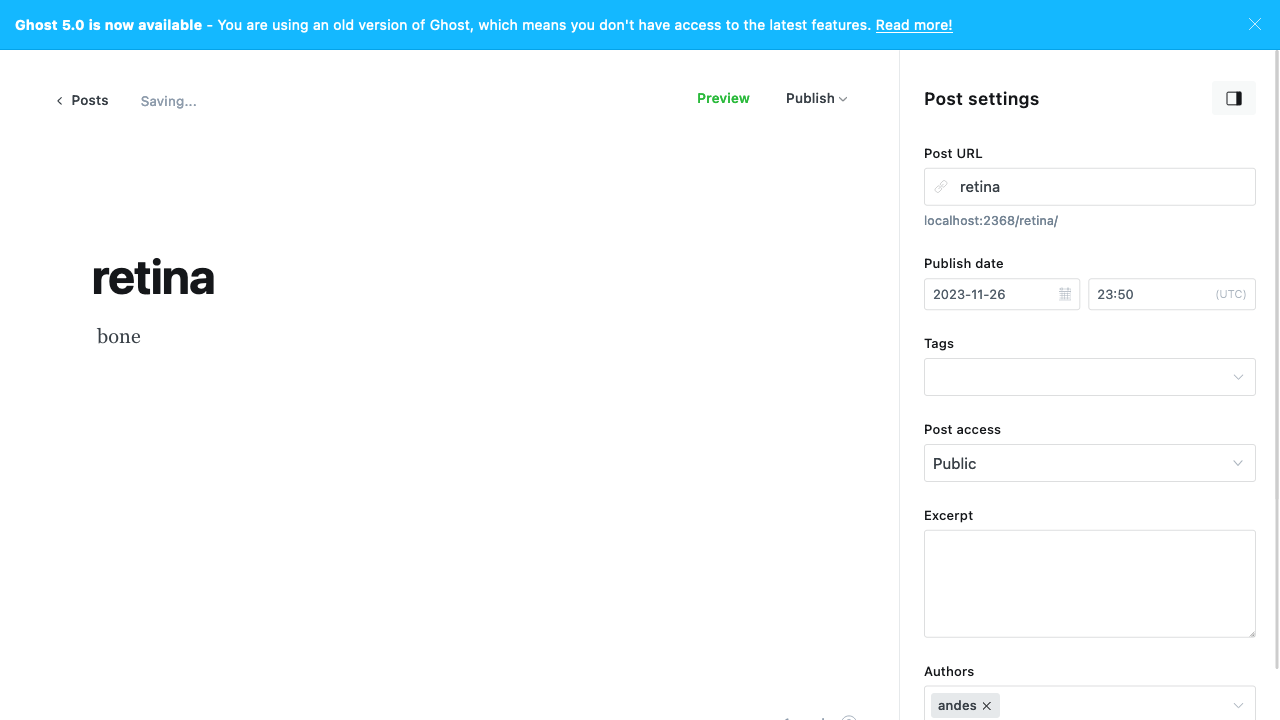 Ghost 5.0 is now available - You are using an old version of Ghost, which means you don't have access to the latest features. Read more!
Posts
Saving...
Preview
Publish
retina
bone
Post settings
Post URL
retina
localhost:2368/retina/
Publish date
2023-11-26
23:50
(UTC)
Tags
Post access
Public
Excerpt
Authors
andes